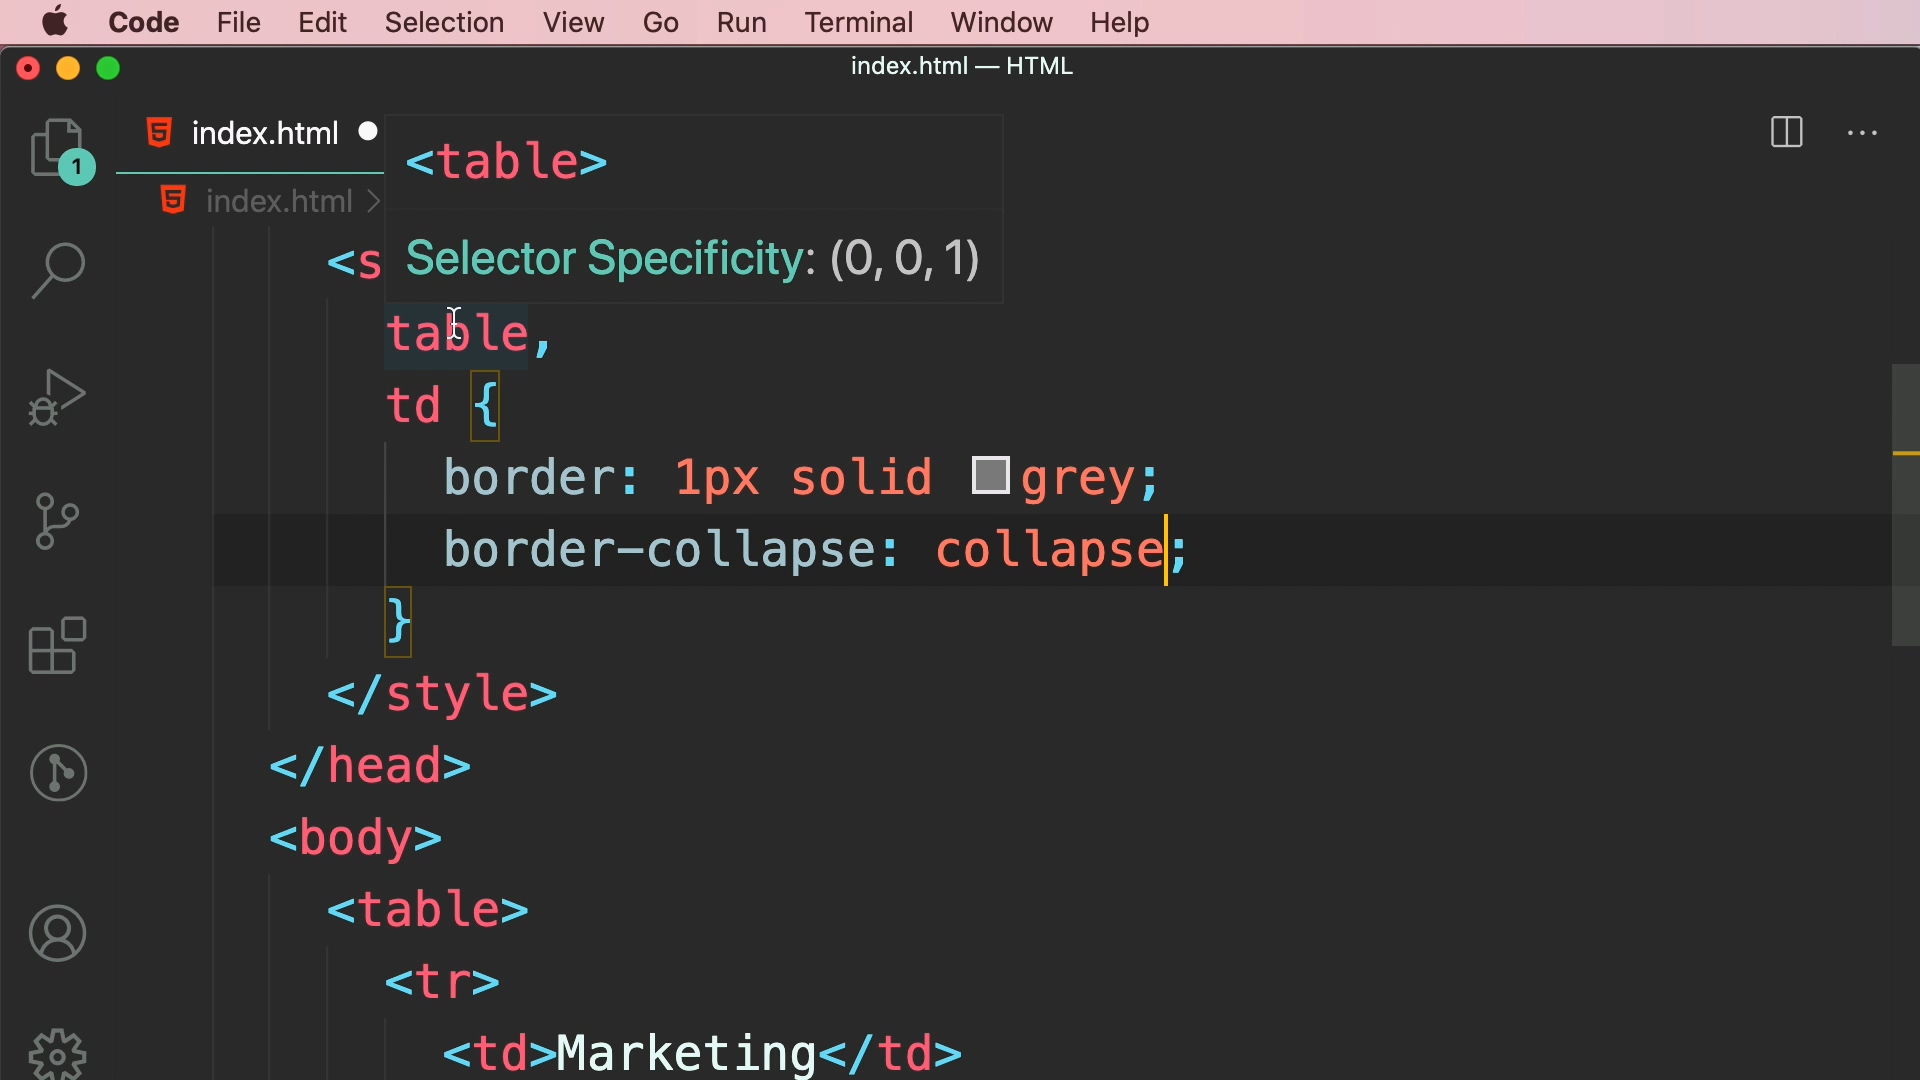 Code File Edit Selection View Go Run Terminal Window Help
index.html — HTML
index.html
<table>
index.html >
Selector Specificity: (0, 0, 1)
<s
table,
td {
border: 1px solid grey;
border-collapse: collapse;
}
</style>
</head>
<body>
<table>
<tr>
<td>Marketing</td>
1